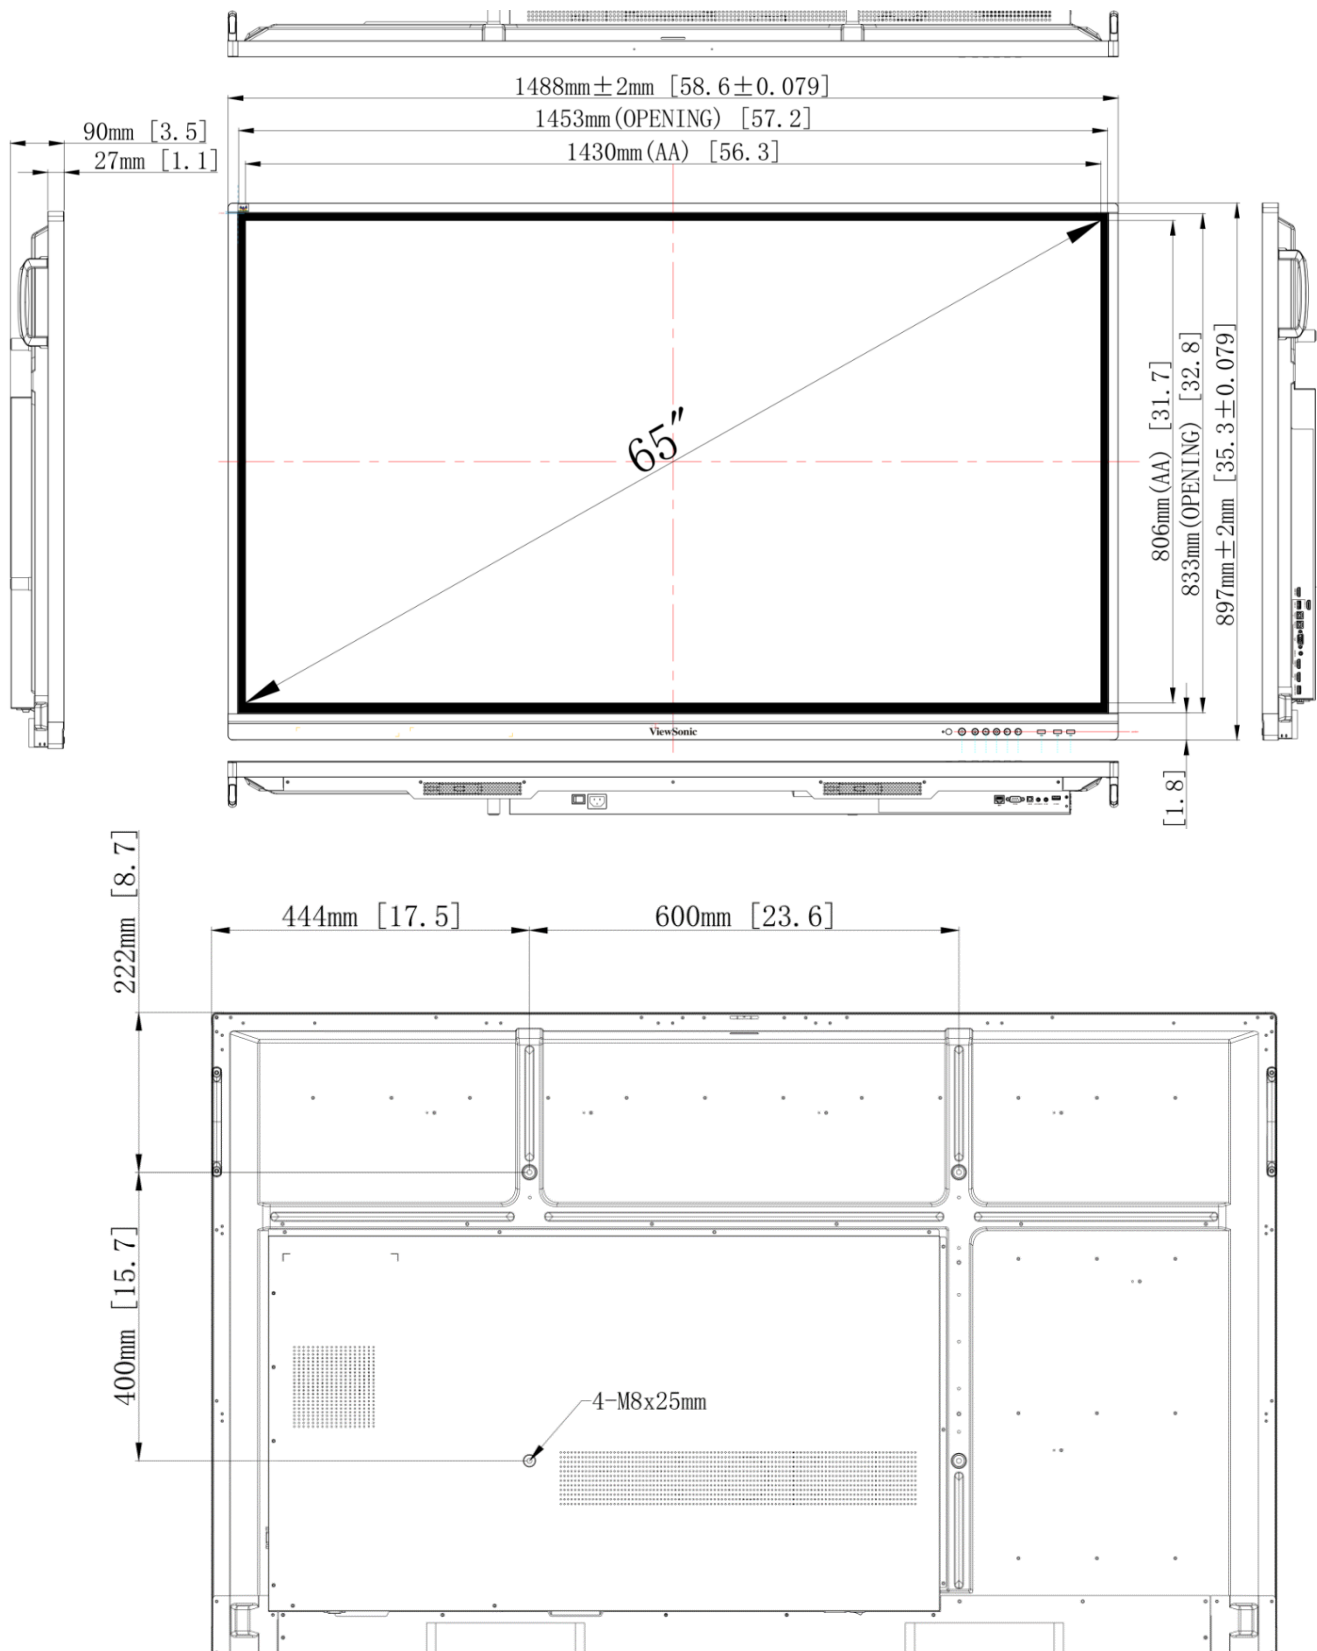 1488mm±2mm [58.6±0.079]
1453mm(OPENING) [57.2]
1430mm(AA) [56.3]
90mm [3.5]
27mm [1.1]
65"
806mm(AA) [31.7]
833mm(OPENING) [32.8]
897mm±2mm [35.3±0.079]
ViewSonic
[1.8]
222mm [8.7]
444mm [17.5]
600mm [23.6]
400mm [15.7]
4-M8x25mm